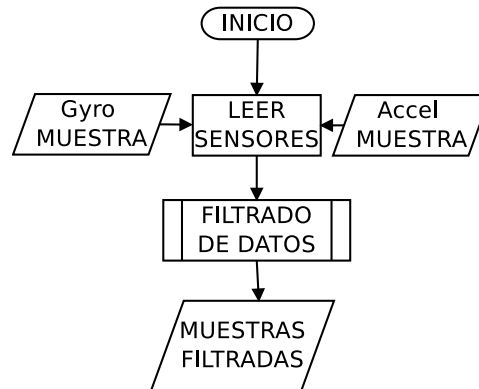 INICIO
Gyro
MUESTRA
LEER
SENSORES
Accel
MUESTRA
FILTRADO
DE DATOS
MUESTRAS
FILTRADAS